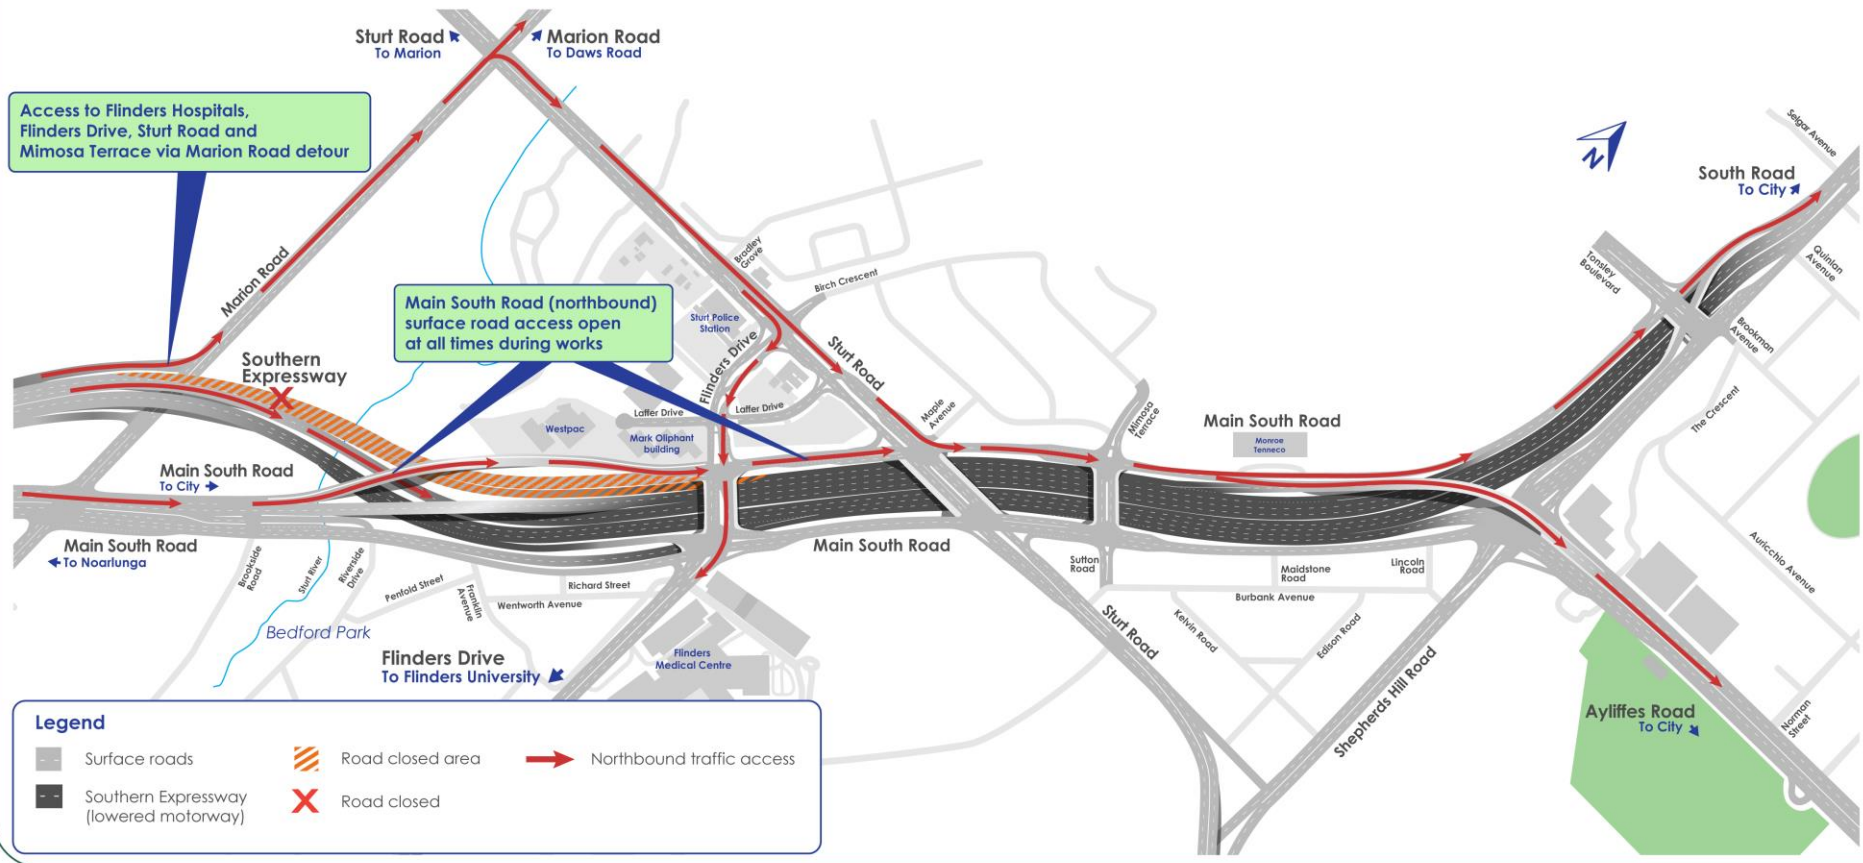 Sturt Road
To Marion
Marion Road
To Daws Road
Access to Flinders Hospitals,
Flinders Drive, Sturt Road and
Mimosa Terrace via Marion Road detour
Marion Road
Main South Road (northbound)
surface road access open
at all times during works
Southern
Expressway
Sturt Police
Station
Bradley
Grove
Birch Crescent
Flinders Drive
Sturt Road
Laffer Drive
Laffer Drive
Westpac
Mark Oliphant
building
Maple
Avenue
Mimosa
Terrace
Main South Road
Monroe
Tenneco
N
Selgar Avenue
South Road
To City
Tonsley
Boulevard
Quinlan
Avenue
Brookman
Avenue
The Crescent
Auricchio Avenue
Main South Road
To City
Main South Road
To Noarlunga
Brookside
Road
Sturt River
Riverside
Drive
Penfold Street
Franklin
Avenue
Richard Street
Wentworth Avenue
Main South Road
Bedford Park
Flinders Drive
To Flinders University
Flinders
Medical Centre
Sutton
Road
Maidstone
Road
Lincoln
Road
Burbank Avenue
Sturt Road
Kelvin Road
Edison Road
Shepherds Hill Road
Ayliffes Road
To City
Norman
Street
Legend
Surface roads
Southern Expressway
(lowered motorway)
Road closed area
Road closed
Northbound traffic access